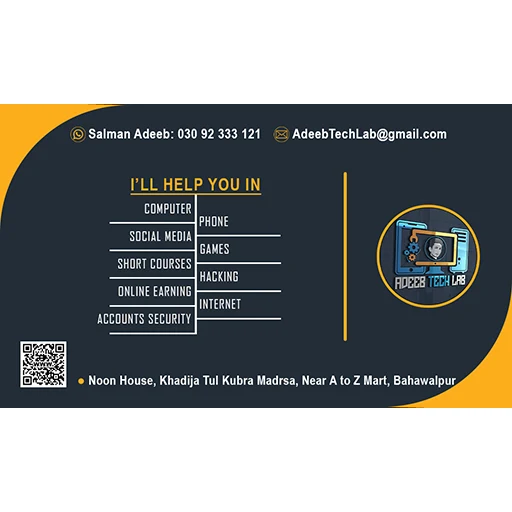 Salman Adeeb: 030 92 333 121 AdeebTechLab@gmail.com
I'LL HELP YOU IN
COMPUTER
PHONE
SOCIAL MEDIA
GAMES
SHORT COURSES
HACKING
ONLINE EARNING
INTERNET
ACCOUNTS SECURITY
ADEEB TECH LAB
Noon House, Khadija Tul Kubra Madrsa, Near A to Z Mart, Bahawalpur